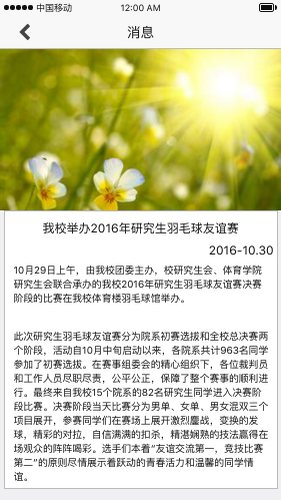 中国移动 12:00 AM
消息
我校举办2016年研究生羽毛球友谊赛
2016-10.30
10月29日上午，由我校团委主办，校研究生会、体育学院
研究生会联合承办的我校2016年研究生羽毛球友谊赛决赛
阶段的比赛在我校体育楼羽毛球馆举办。
此次研究生羽毛球友谊赛分为院系初赛选拔和全校总决赛两
个阶段，活动自10月中旬启动以来，各院系共计963名同学
参加了初赛选拔。在赛事组委会的精心组织下，各位裁判员
和工作人员尽职尽责，公平公正，保障了整个赛事的顺利进
行。最终来自我校15个院系的82名研究生同学进入决赛阶
段比赛。决赛阶段当天比赛分为男单、女单、男女混双三个
项目展开，参赛同学们在赛场上展开激烈鏖战，变换的发
球，精彩的对拉，自信满满的扣杀，精湛娴熟的技法赢得在
场观众的阵阵喝彩。选手们本着“友谊交流第一，竞技比赛
第二”的原则尽情展示着跃动的青春活力和温馨的同学情
谊。